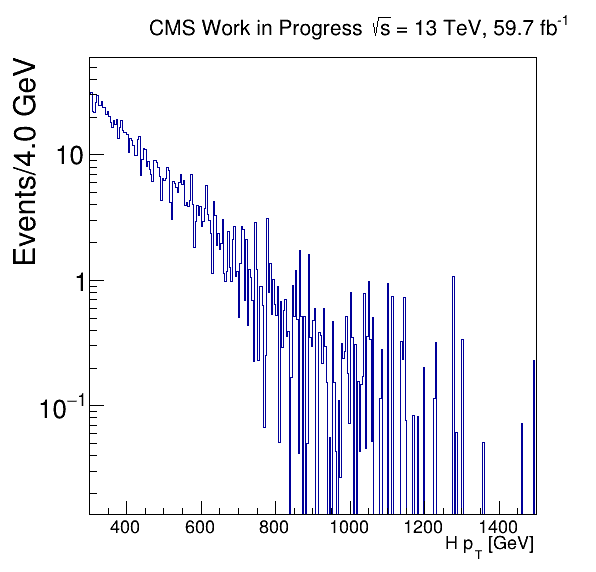 CMS Work in Progress √s = 13 TeV, 59.7 fb⁻¹
Events/4.0 GeV
10
1
10⁻¹
400 600 800 1000 1200 1400
H p_T [GeV]